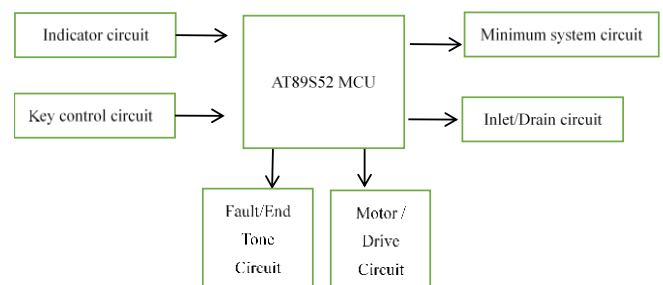 Indicator circuit
Minimum system circuit
AT89S52 MCU
Key control circuit
Inlet/Drain circuit
Fault/End
Tone
Circuit
Motor /
Drive
Circuit